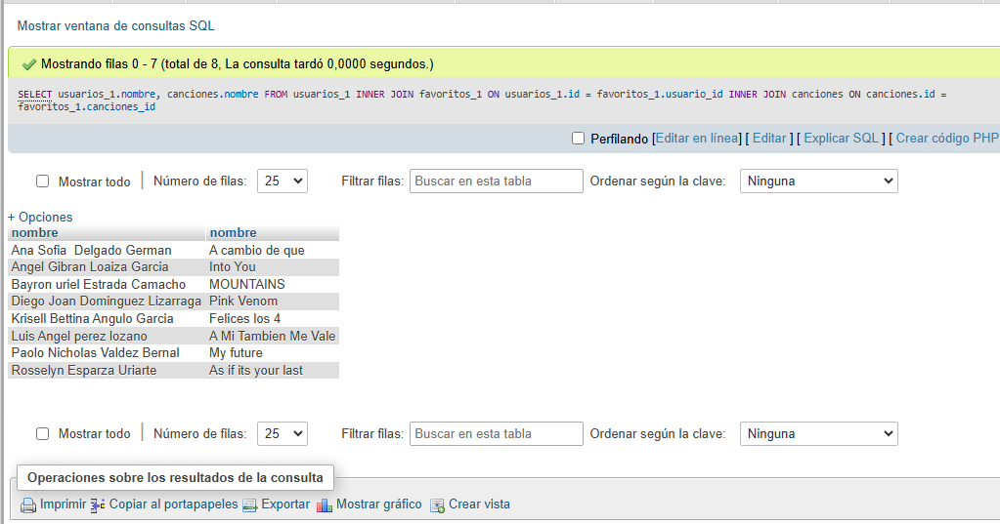 Mostrar ventana de consultas SQL
Mostrando filas 0 - 7 (total de 8, La consulta tardó 0,0000 segundos.)
SELECT usuarios_1.nombre, canciones.nombre FROM usuarios_1 INNER JOIN favoritos_1 ON usuarios_1.id = favoritos_1.usuario_id INNER JOIN canciones ON canciones.id =
favoritos_1.canciones_id
Perfilando [Editar en línea] [ Editar ] [ Explicar SQL ] [ Crear código PHP
Mostrar todo | Número de filas: 25 Filtrar filas: Buscar en esta tabla Ordenar según la clave: Ninguna
+ Opciones
nombre nombre
Ana Sofia  Delgado German A cambio de que
Angel Gibran Loaiza Garcia Into You
Bayron uriel Estrada Camacho MOUNTAINS
Diego Joan Dominguez Lizarraga Pink Venom
Krisell Bettina Angulo Garcia Felices los 4
Luis Angel perez lozano A Mi Tambien Me Vale
Paolo Nicholas Valdez Bernal My future
Rosselyn Esparza Uriarte As if its your last
Mostrar todo | Número de filas: 25 Filtrar filas: Buscar en esta tabla Ordenar según la clave: Ninguna
Operaciones sobre los resultados de la consulta
Imprimir Copiar al portapapeles Exportar Mostrar gráfico Crear vista